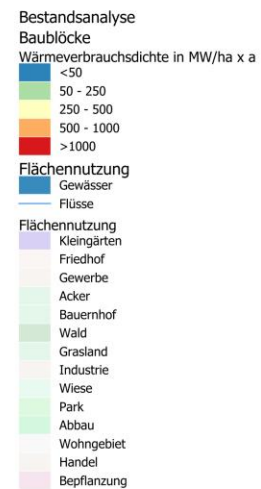 Bestandsanalyse
Baublöcke
Wärmeverbrauchsdichte in MW/ha x a
<50
50 - 250
250 - 500
500 - 1000
>1000
Flächennutzung
Gewässer
Flüsse
Flächennutzung
Kleingärten
Friedhof
Gewerbe
Acker
Bauernhof
Wald
Grasland
Industrie
Wiese
Park
Abbau
Wohngebiet
Handel
Bepflanzung